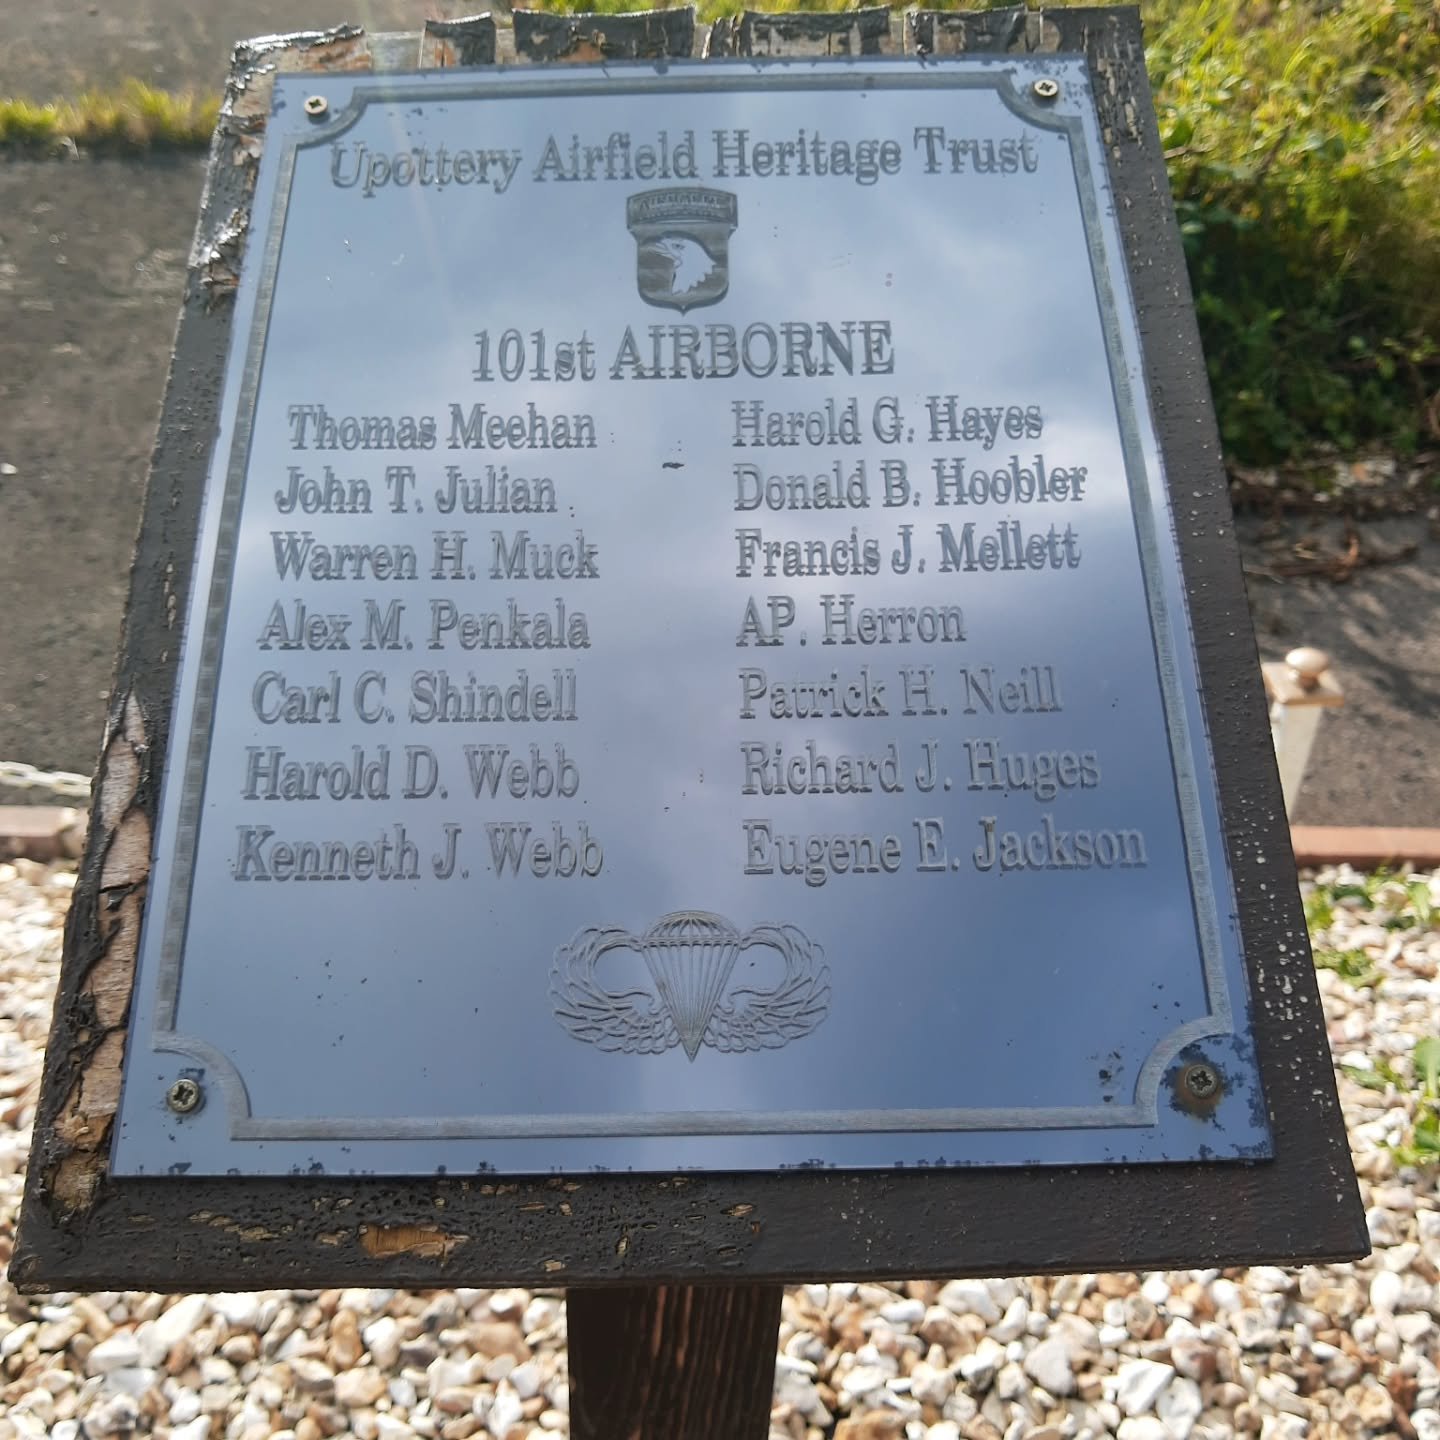 Upottery Airfield Heritage Trust
AIRBORNE
101st AIRBORNE
Thomas Meehan
John T. Julian
Warren H. Muck
Alex M. Penkala
Carl C. Shindell
Harold D. Webb
Kenneth J. Webb
Harold G. Hayes
Donald B. Hoobler
Francis J. Mellett
AP. Herron
Patrick H. Neill
Richard J. Huges
Eugene E. Jackson